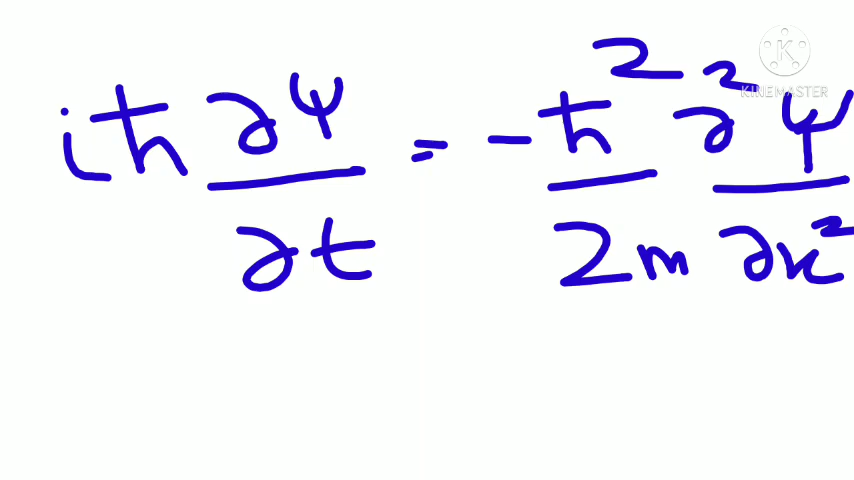 iħ ∂ψ/∂t = - ħ²/2m ∂²ψ/∂x²
KINEMASTER